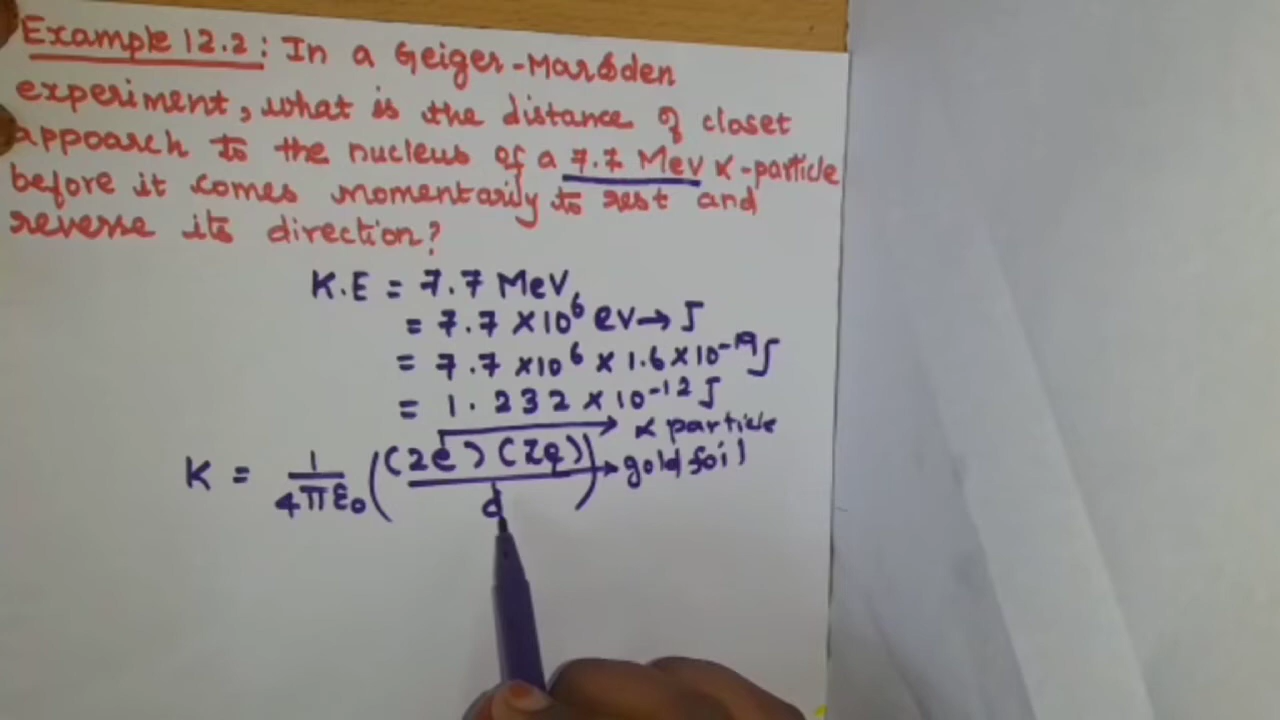 Example 12.2: In a Geiger-Marsden
experiment, what is the distance of closet
appoarch to the nucleus of a 7.7 MeV α-particle
before it comes momentarily to rest and
reverse its direction?
K.E = 7.7 MeV
= 7.7 × 10⁶ eV → J
= 7.7 × 10⁶ × 1.6 × 10⁻¹⁹ J
= 1.232 × 10⁻¹² J
→ α particle
K = 1/4πε₀ ((2e)(Zq)/d) → gold foil